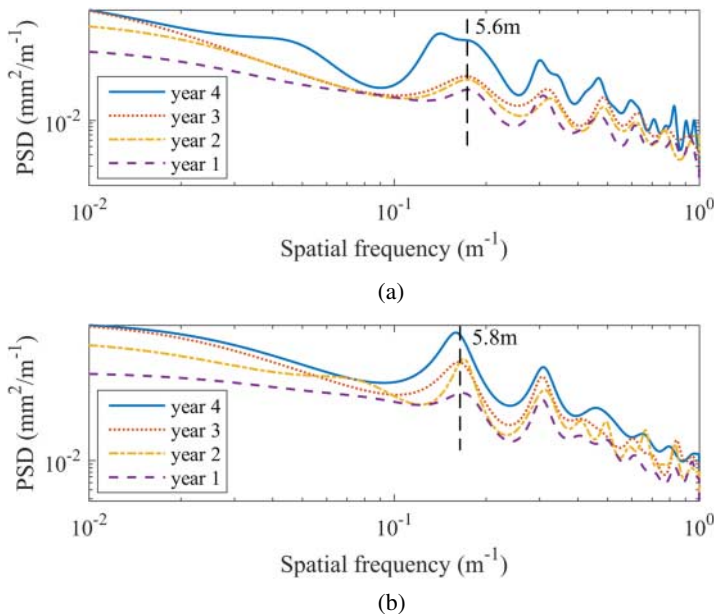 5.6m
PSD (mm²/m⁻¹)
10⁻²
year 4
year 3
year 2
year 1
10⁻² 10⁻¹ 10⁰
Spatial frequency (m⁻¹)
(a)
5.8m
PSD (mm²/m⁻¹)
10⁻²
year 4
year 3
year 2
year 1
10⁻² 10⁻¹ 10⁰
Spatial frequency (m⁻¹)
(b)